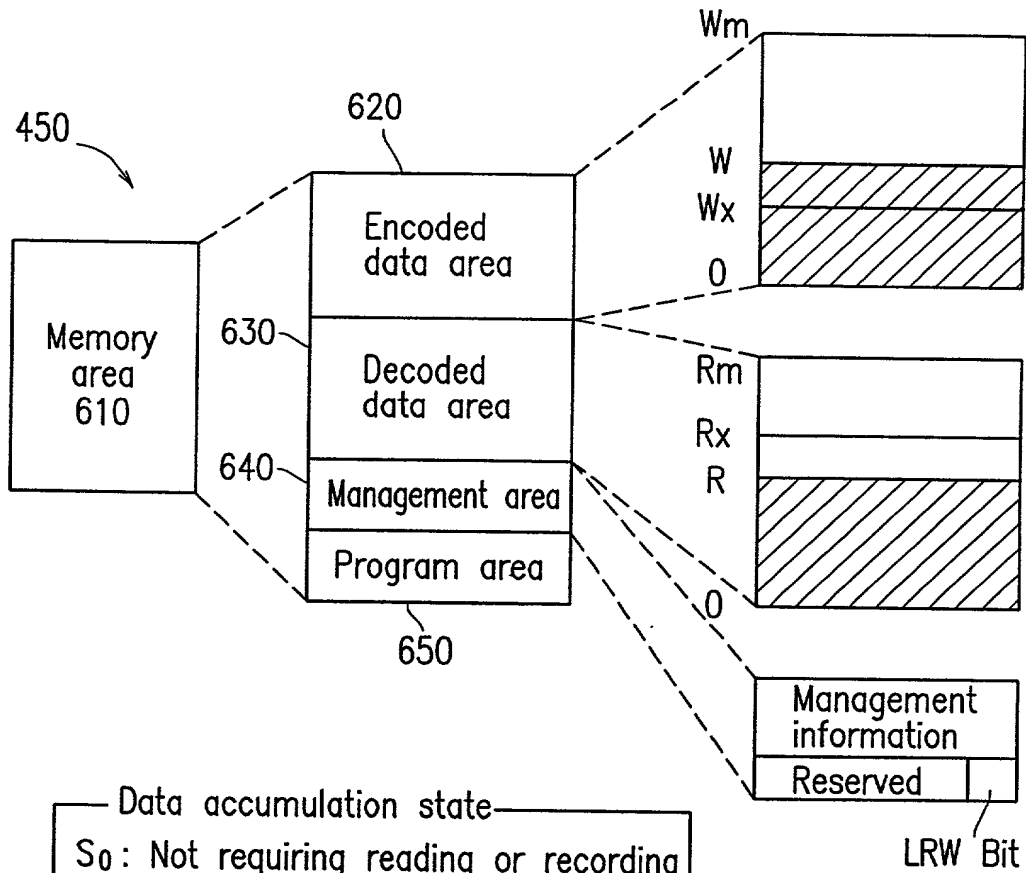 450
Memory
area
610
620
630
640
650
Encoded
data area
Decoded
data area
Management area
Program area
Wm
W
Wx
0
Rm
Rx
R
0
Management
information
Reserved
LRW Bit
Data accumulation state
S0: Not requiring reading or recording